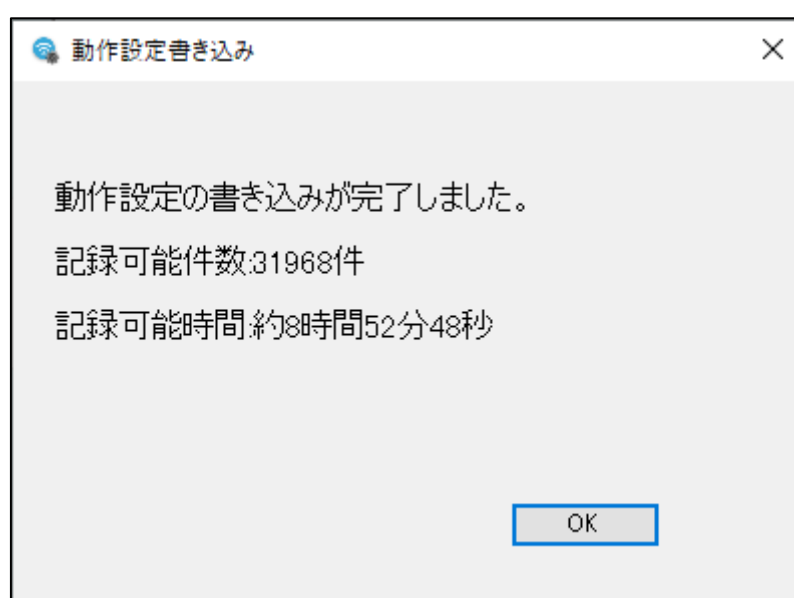 動作設定書き込み
動作設定の書き込みが完了しました。
記録可能件数:31968件
記録可能時間:約8時間52分48秒
OK